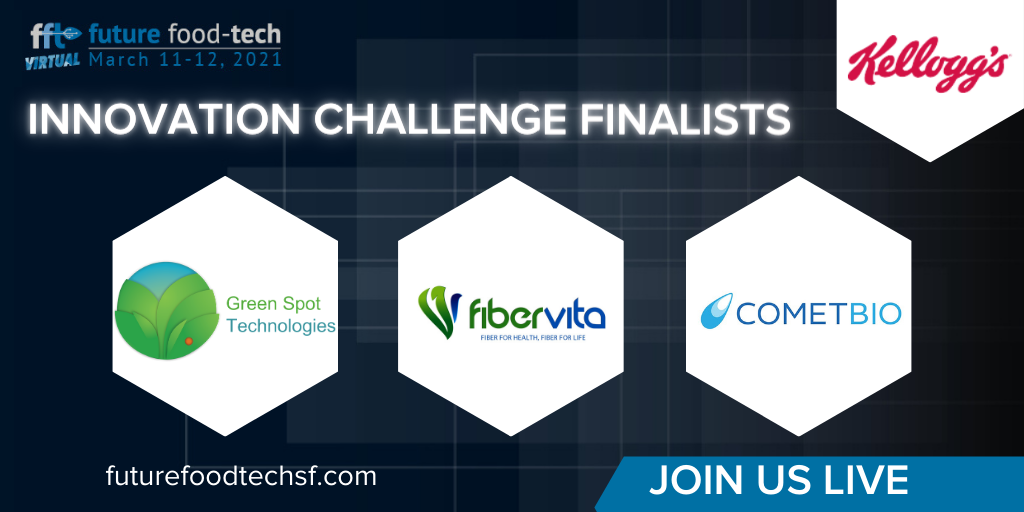 fft future food-tech
VIRTUAL March 11-12, 2021
Kellogg's
INNOVATION CHALLENGE FINALISTS
Green Spot
Technologies
fibervita
FIBER FOR HEALTH, FIBER FOR LIFE
COMETBIO
futurefoodtechsf.com
JOIN US LIVE